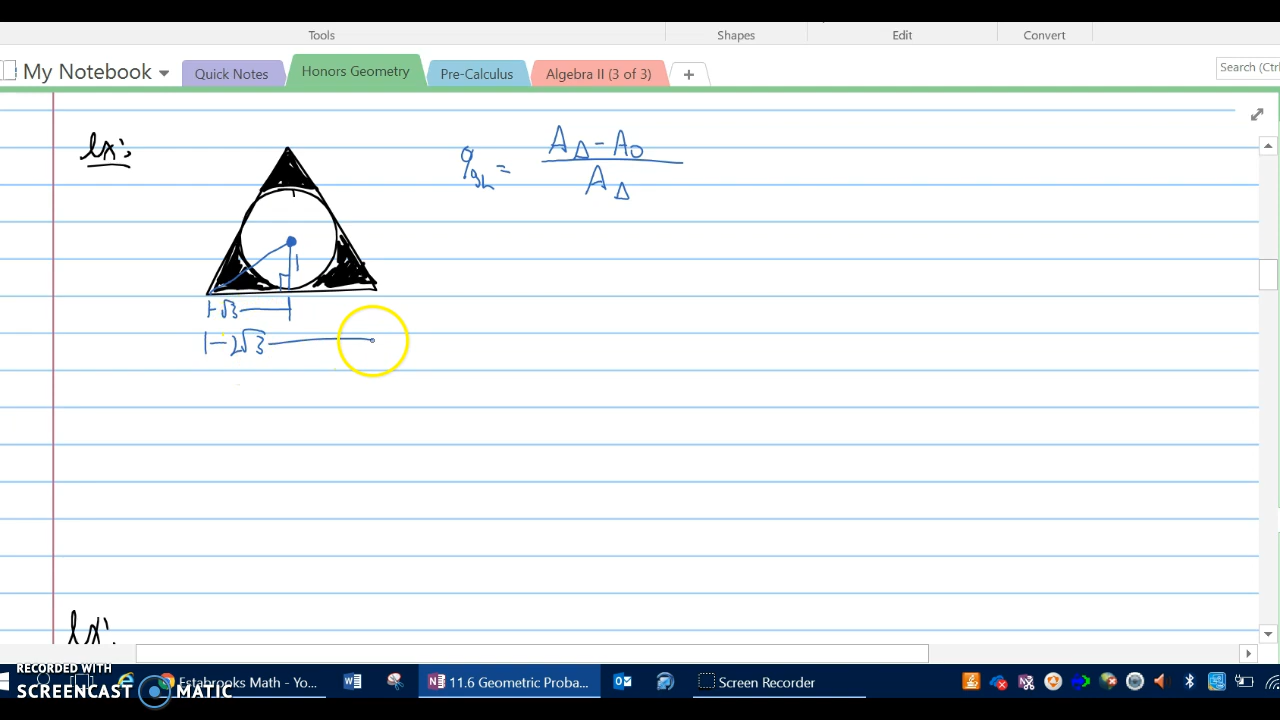 Tools Shapes Edit Convert
My Notebook Quick Notes Honors Geometry Pre-Calculus Algebra II (3 of 3) + Search (Ctrl
Ex:
A△ - A○
=
A△
1
√3
2√3
Ex:
RECORDED WITH
SCREENCAST MATIC
Estabrooks Math - Yo... 11.6 Geometric Proba... Screen Recorder